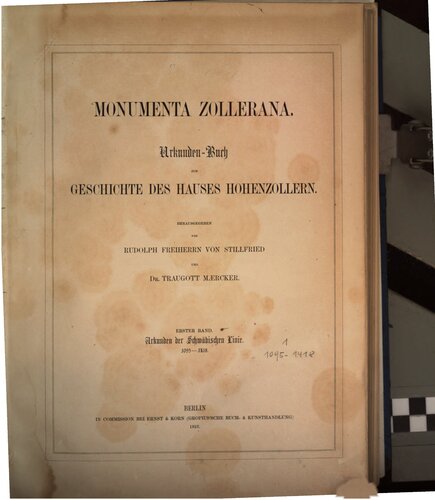 MONUMENTA ZOLLERANA.
Urkunden-Buch
ZUR
GESCHICHTE DES HAUSES HOHENZOLLERN.
HERAUSGEGEBEN
VON
RUDOLPH FREIHERRN VON STILLFRIED
UND
DR. TRAUGOTT MÆRCKER.
ERSTER BAND.
Urkunden der Schwäbischen Linie.
1095—1418.
1
1095-1418
BERLIN
IN COMMISSION BEI ERNST & KORN (GROPIUS'SCHE BUCH- & KUNSTHANDLUNG)